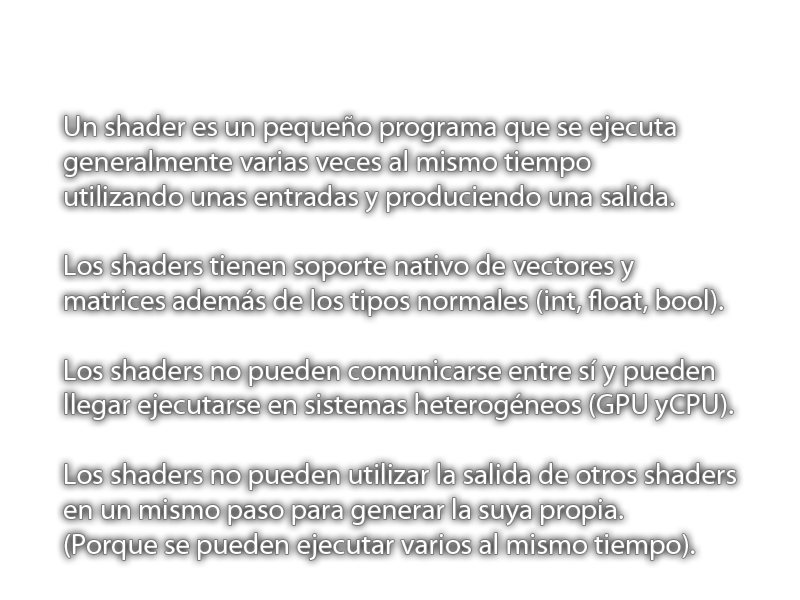 Un shader es un pequeño programa que se ejecuta
generalmente varias veces al mismo tiempo
utilizando unas entradas y produciendo una salida.
Los shaders tienen soporte nativo de vectores y
matrices además de los tipos normales (int, float, bool).
Los shaders no pueden comunicarse entre sí y pueden
llegar ejecutarse en sistemas heterogéneos (GPU yCPU).
Los shaders no pueden utilizar la salida de otros shaders
en un mismo paso para generar la suya propia.
(Porque se pueden ejecutar varios al mismo tiempo).